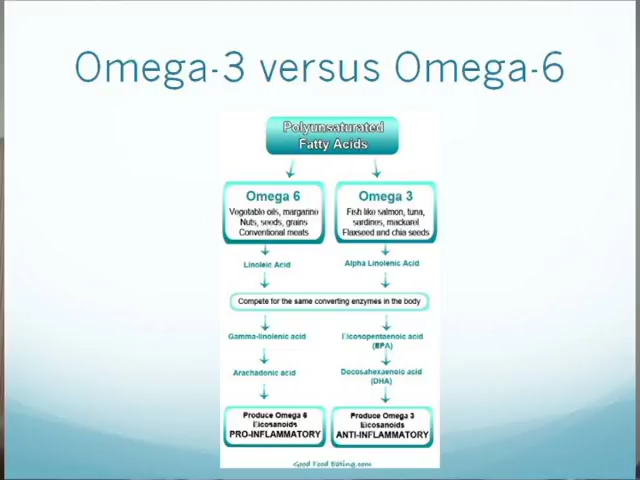 Omega-3 versus Omega-6
Polyunsaturated
Fatty Acids
Omega 6
Vegetable oils, margarine
Nuts, seeds, grains
Conventional meats
Omega 3
Fish like salmon, tuna,
sardines, mackarel
Flaxseed and chia seeds
Linoleic Acid
Alpha Linolenic Acid
Compete for the same converting enzymes in the body
Gamma-linolenic acid
Eicosopentaenoic acid
(EPA)
Arachadonic acid
Docosahexaenoic acid
(DHA)
Produce Omega 6
Eicosanoids
PRO-INFLAMMATORY
Produce Omega 3
Eicosanoids
ANTI-INFLAMMATORY
Good Food Eating.com